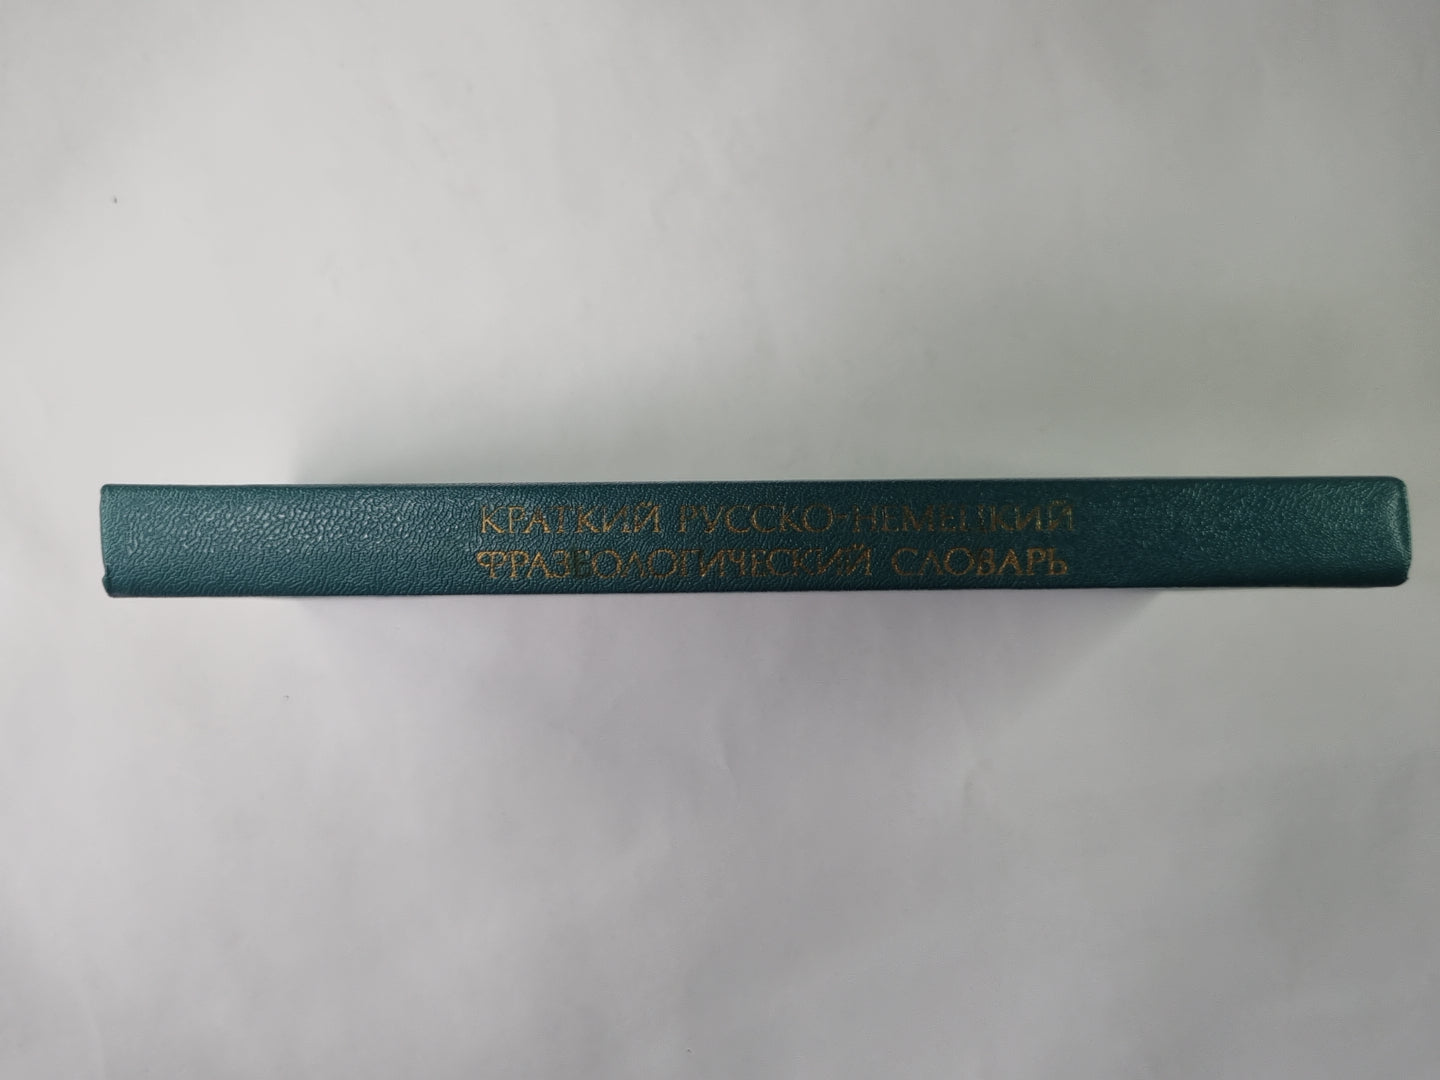 КРАТКИЙ РУССКО-НЕМЕЦКИЙ
ФРАЗЕОЛОГИЧЕСКИЙ СЛОВАРЬ